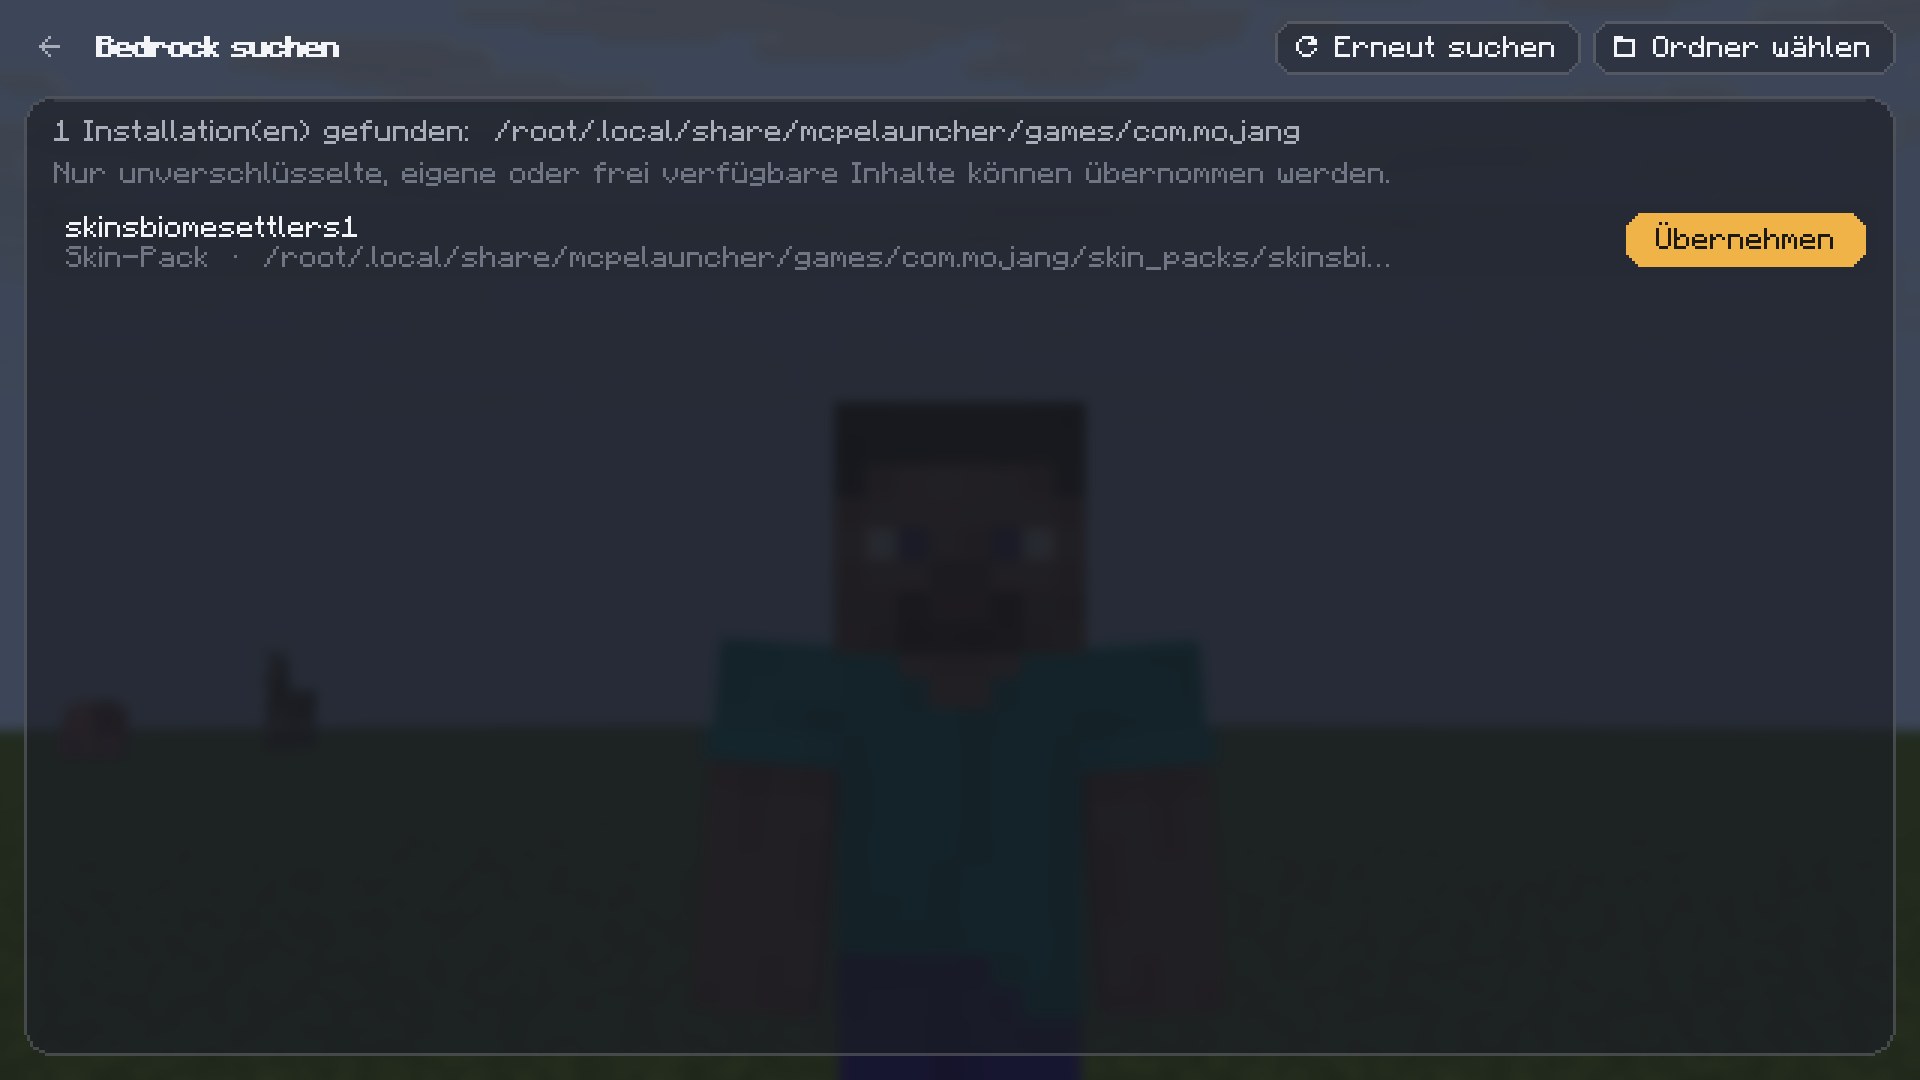 Bedrock suchen
Erneut suchen
Ordner wählen
1 Installation(en) gefunden: /root/.local/share/mcpelauncher/games/com.mojang
Nur unverschlüsselte, eigene oder frei verfügbare Inhalte können übernommen werden.
skinsbiomesettlers1
Skin-Pack · /root/.local/share/mcpelauncher/games/com.mojang/skin_packs/skinsbi...
Übernehmen